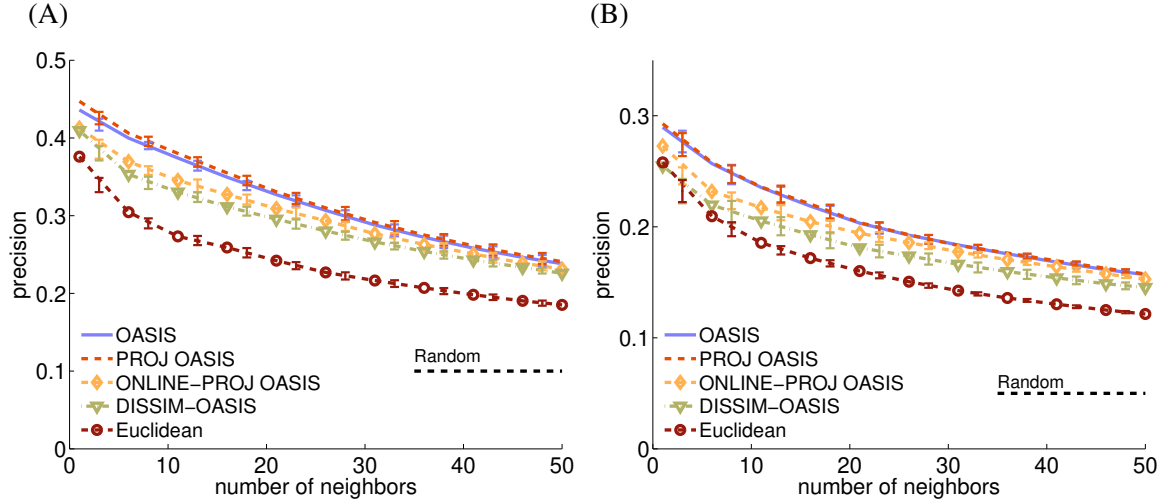 (A)
0.5
0.4
0.3
0.2
0.1
0
precision
OASIS
PROJ OASIS
ONLINE−PROJ OASIS
DISSIM−OASIS
Euclidean
Random
0 10 20 30 40 50
number of neighbors
(B)
0.3
0.2
0.1
0
precision
OASIS
PROJ OASIS
ONLINE−PROJ OASIS
DISSIM−OASIS
Euclidean
Random
0 10 20 30 40 50
number of neighbors